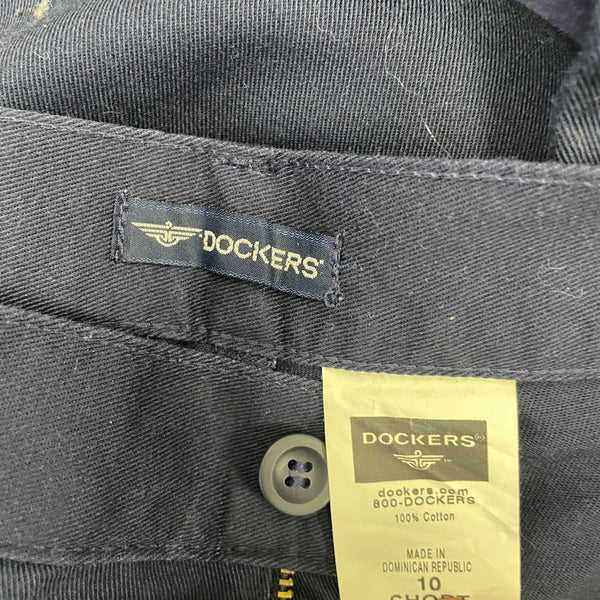 DOCKERS
DOCKERS
dockers.com
800-DOCKERS
100% Cotton
MADE IN
DOMINICAN REPUBLIC
10
SHORT